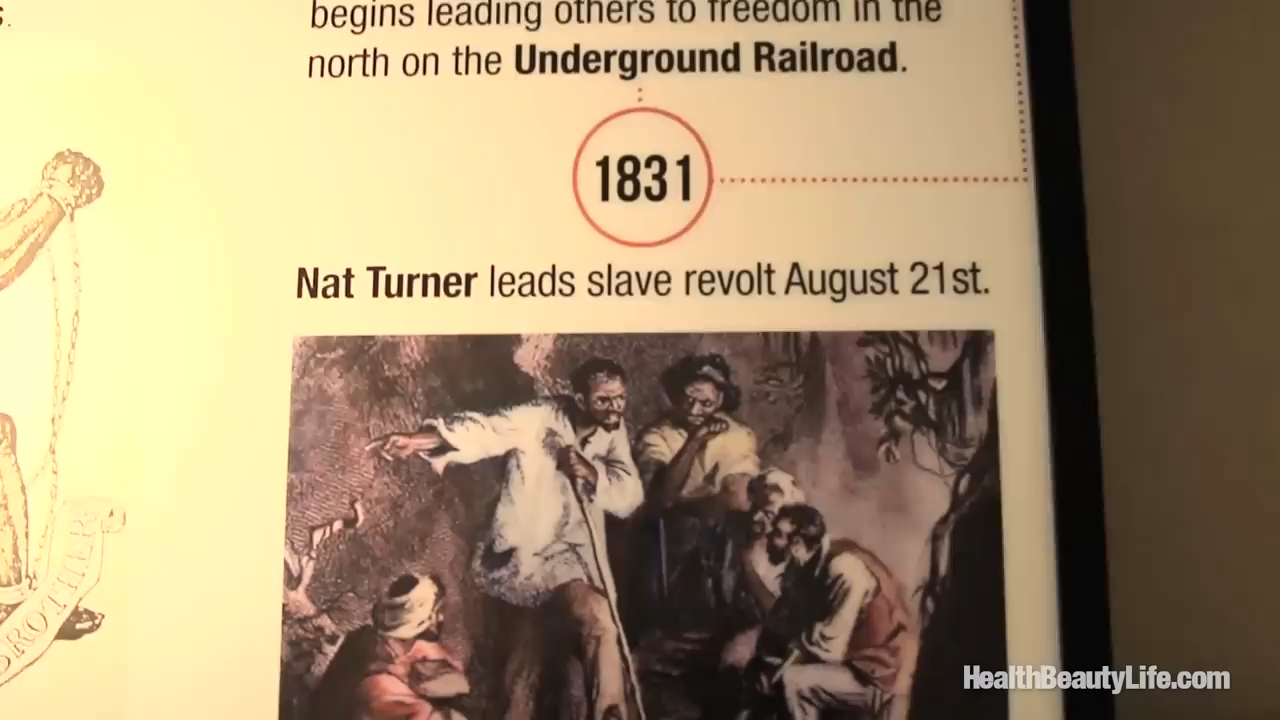 s.
begins leading others to freedom in the
north on the Underground Railroad.
1831
Nat Turner leads slave revolt August 21st.
BROTHER
HealthBeautyLife.com